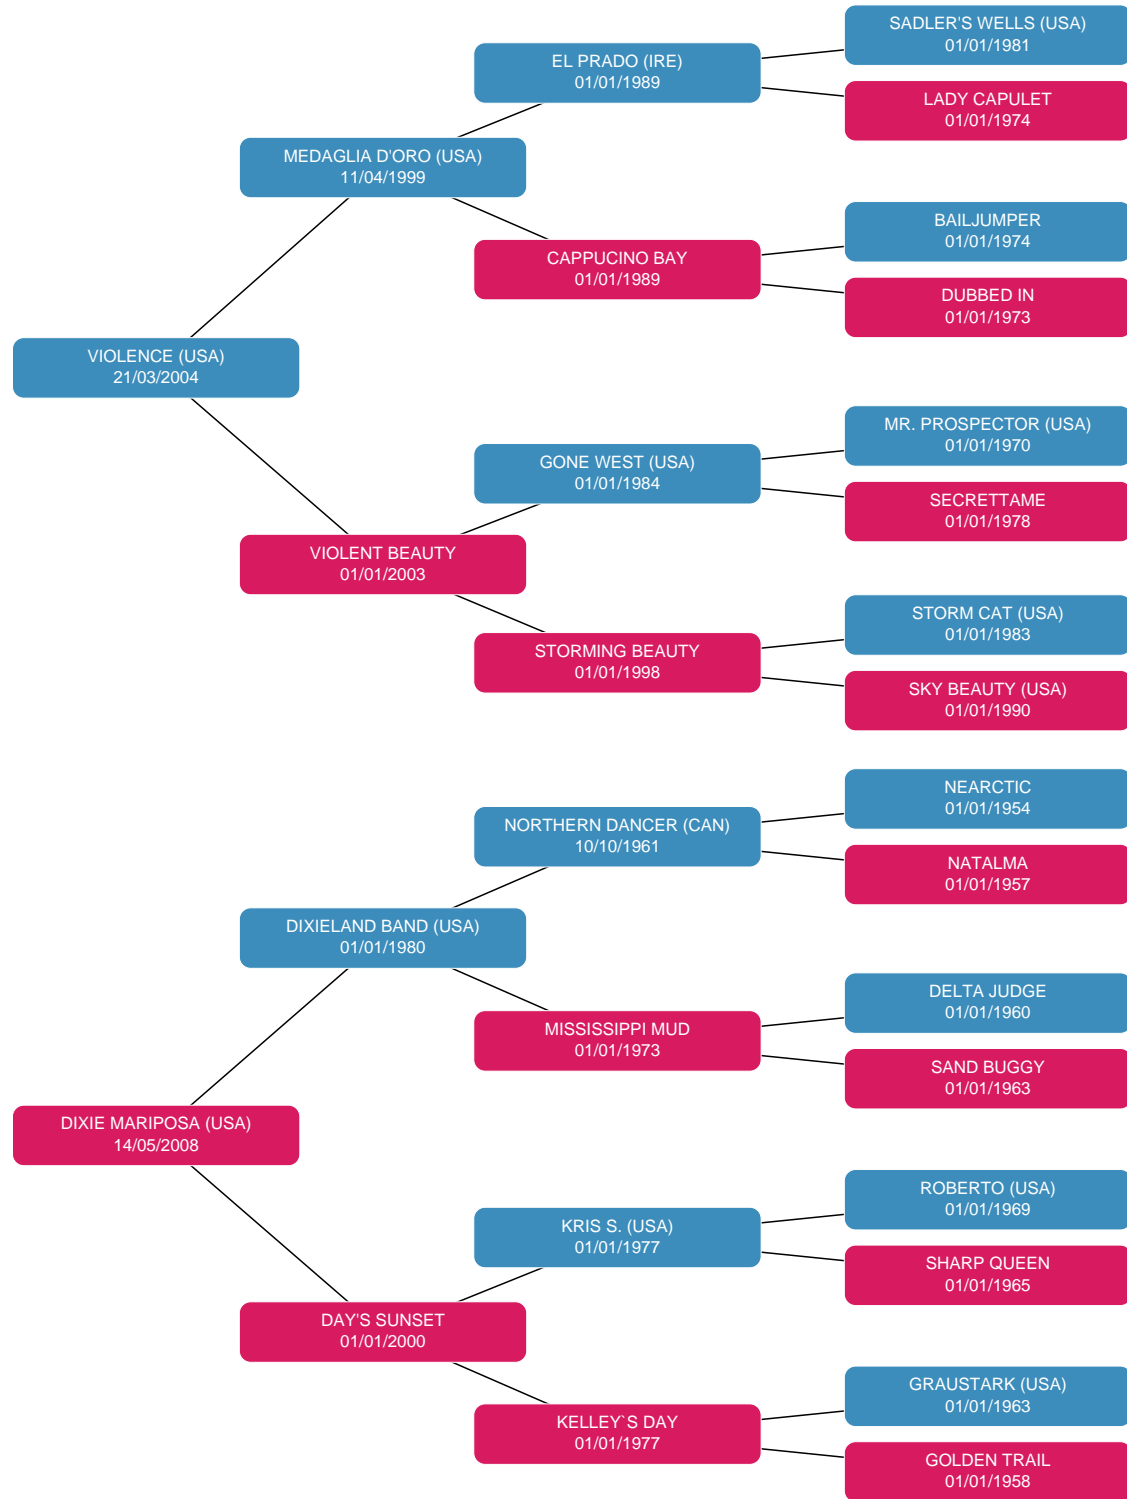 SADLER'S WELLS (USA)
01/01/1981
EL PRADO (IRE)
01/01/1989
LADY CAPULET
01/01/1974
MEDAGLIA D'ORO (USA)
11/04/1999
BAILJUMPER
01/01/1974
CAPPUCINO BAY
01/01/1989
DUBBED IN
01/01/1973
VIOLENCE (USA)
21/03/2004
MR. PROSPECTOR (USA)
01/01/1970
GONE WEST (USA)
01/01/1984
SECRETTAME
01/01/1978
VIOLENT BEAUTY
01/01/2003
STORM CAT (USA)
01/01/1983
STORMING BEAUTY
01/01/1998
SKY BEAUTY (USA)
01/01/1990
NEARCTIC
01/01/1954
NORTHERN DANCER (CAN)
10/10/1961
NATALMA
01/01/1957
DIXIELAND BAND (USA)
01/01/1980
DELTA JUDGE
01/01/1960
MISSISSIPPI MUD
01/01/1973
SAND BUGGY
01/01/1963
DIXIE MARIPOSA (USA)
14/05/2008
ROBERTO (USA)
01/01/1969
KRIS S. (USA)
01/01/1977
SHARP QUEEN
01/01/1965
DAY'S SUNSET
01/01/2000
GRAUSTARK (USA)
01/01/1963
KELLEY`S DAY
01/01/1977
GOLDEN TRAIL
01/01/1958